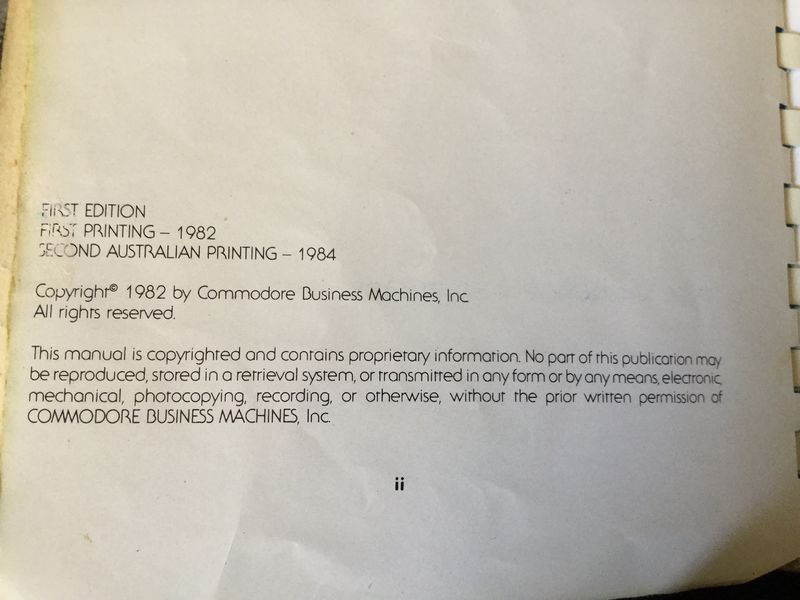 FIRST EDITION
FIRST PRINTING – 1982
SECOND AUSTRALIAN PRINTING – 1984
Copyright© 1982 by Commodore Business Machines, Inc
All rights reserved.
This manual is copyrighted and contains proprietary information. No part of this publication may
be reproduced, stored in a retrieval system, or transmitted in any form or by any means, electronic,
mechanical, photocopying, recording, or otherwise, without the prior written permission of
COMMODORE BUSINESS MACHINES, Inc.
ii